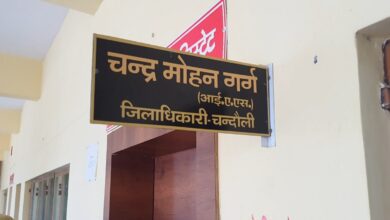 चन्द्र मोहन गर्ग
(आई.ए.एस.)
जिलाधिकारी-चन्दौली